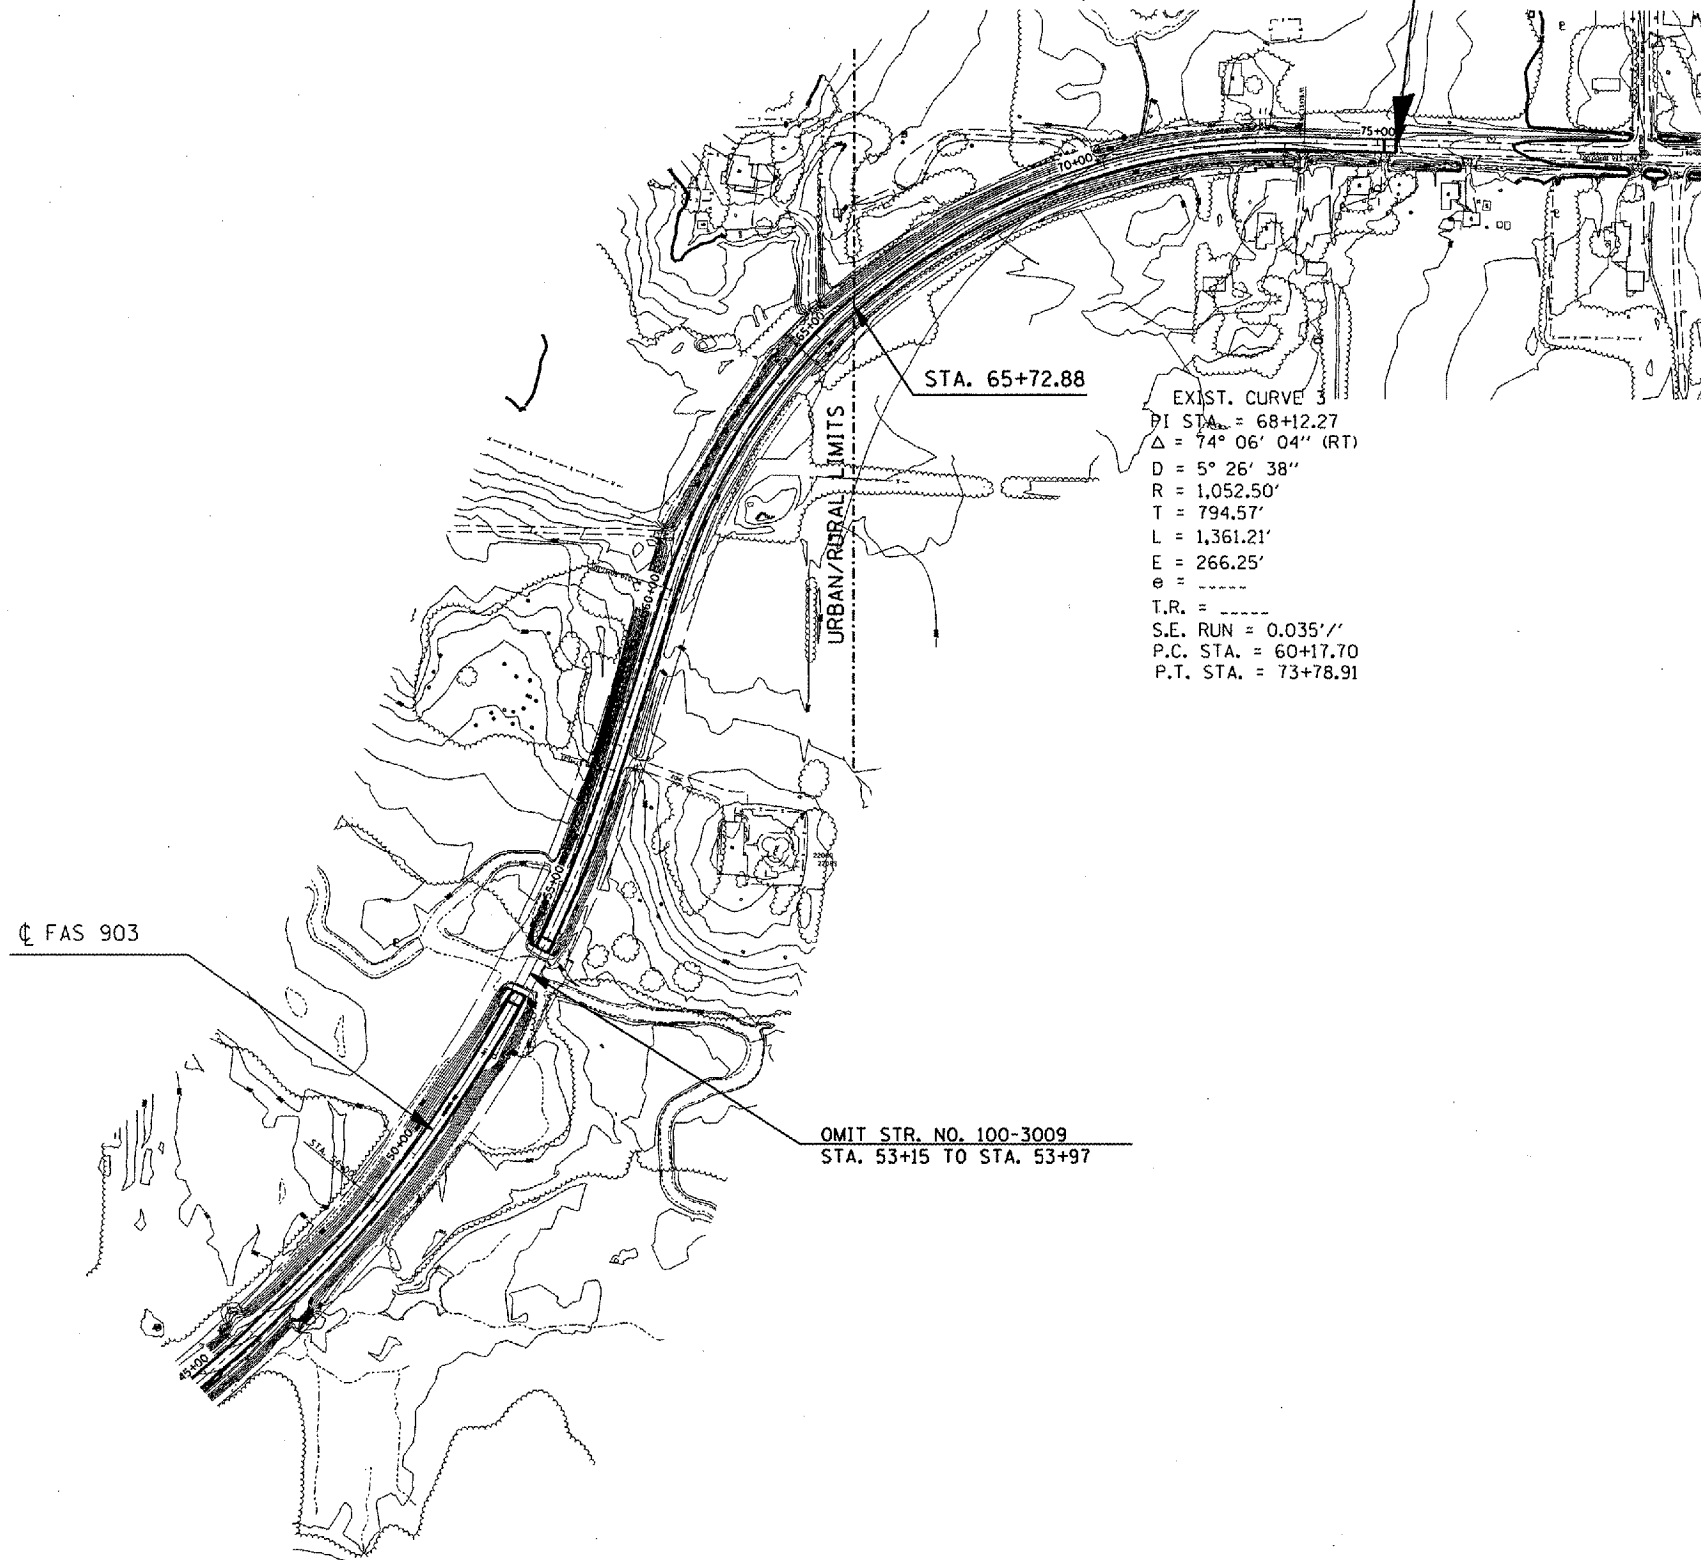 75+00
70+00
65+00
STA. 65+72.88
URBAN/RURAL LIMITS
EXIST. CURVE 3
PI STA. = 68+12.27
Δ = 74° 06' 04'' (RT)
D = 5° 26' 38''
R = 1,052.50'
T = 794.57'
L = 1,361.21'
E = 266.25'
e = -----
T.R. = -----
S.E. RUN = 0.035'/'
P.C. STA. = 60+17.70
P.T. STA. = 73+78.91
60+00
55+00
℄ FAS 903
OMIT STR. NO. 100-3009
STA. 53+15 TO STA. 53+97
50+00
45+00